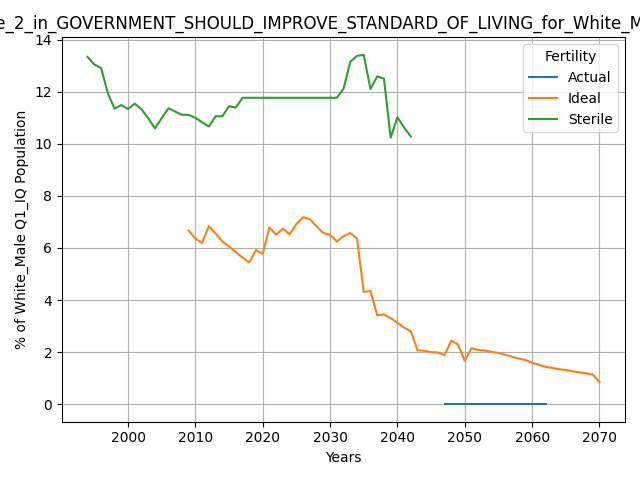 e_2_in_GOVERNMENT_SHOULD_IMPROVE_STANDARD_OF_LIVING_for_White_M
14
12
10
8
6
4
2
0
% of White_Male Q1_IQ Population
Fertility
Actual
Ideal
Sterile
2000 2010 2020 2030 2040 2050 2060 2070
Years